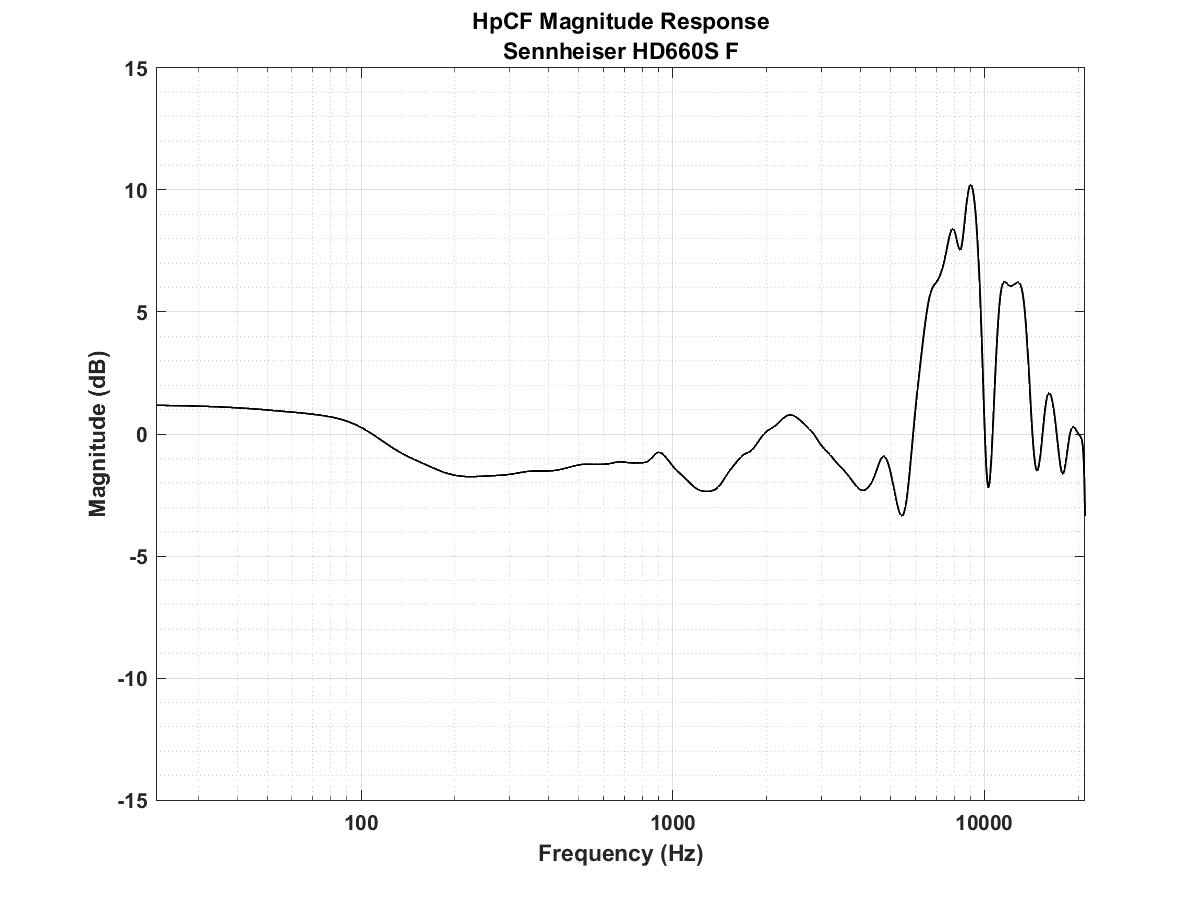 HpCF Magnitude Response
Sennheiser HD660S F
15
10
5
0
-5
-10
-15
Magnitude (dB)
100
1000
10000
Frequency (Hz)